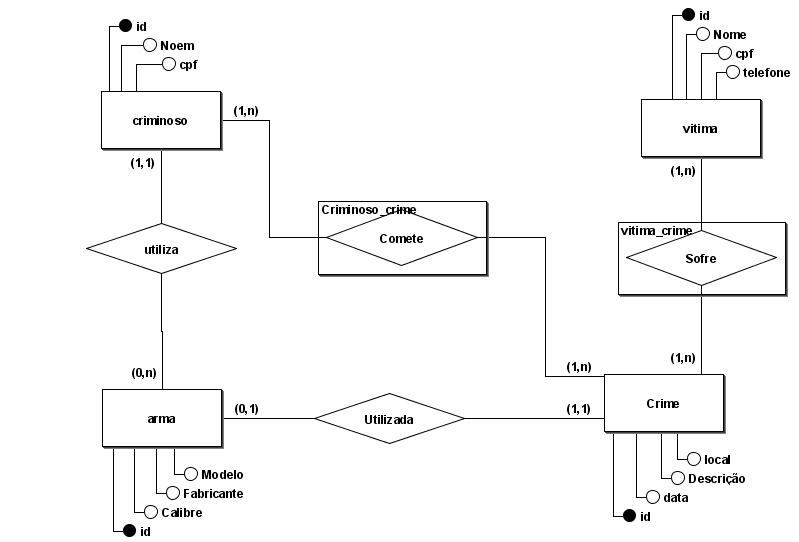 id
Noem
cpf
criminoso
(1,n)
(1,1)
id
Nome
cpf
telefone
vitima
(1,n)
Criminoso_crime
Comete
vitima_crime
Sofre
utiliza
(0,n)
(1,n)
(1,n)
arma
(0,1)
Utilizada
(1,1)
Crime
Modelo
Fabricante
Calibre
id
local
Descrição
data
id